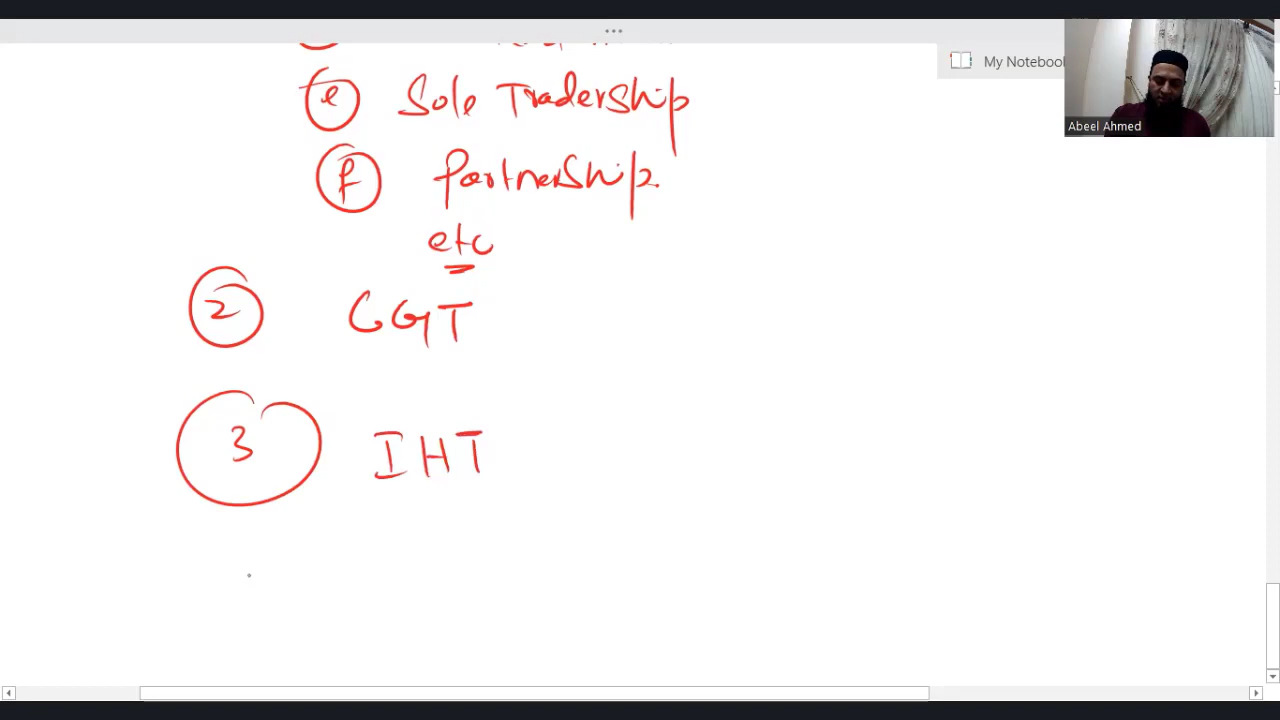 ...
My Notebook
Abeel Ahmed
e Sole Tradership
f Partnership.
etc
2 CGT
3 IHT